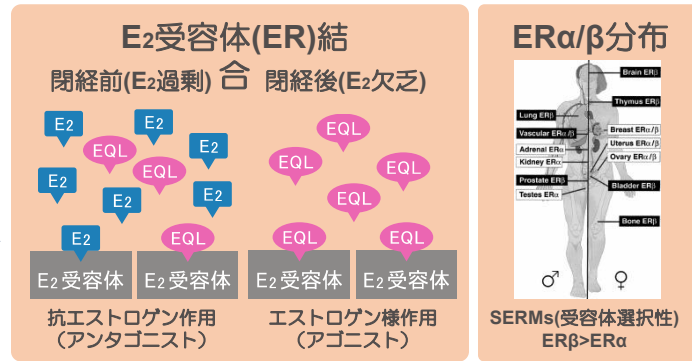 E₂受容体(ER)結合
閉経前(E₂過剰)
閉経後(E₂欠乏)
E₂
E₂
EQL
EQL
E₂
E₂
E₂
E₂
E₂
EQL
E₂受容体
E₂受容体
抗エストロゲン作用
(アンタゴニスト)
EQL
EQL
EQL
EQL
EQL
EQL
EQL
E₂受容体
E₂受容体
エストロゲン様作用
(アゴニスト)
ERα/β分布
Brain ERβ
Thymus ERβ
Lung ERβ
Vascular ERα/β
Breast ERα/β
Adrenal ERα
Uterus ERα/β
Kidney ERα
Ovary ERα/β
Prostate ERβ
Bladder ERβ
Testes ERα
Bone ERβ
♂
♀
SERMs(受容体選択性)
ERβ>ERα